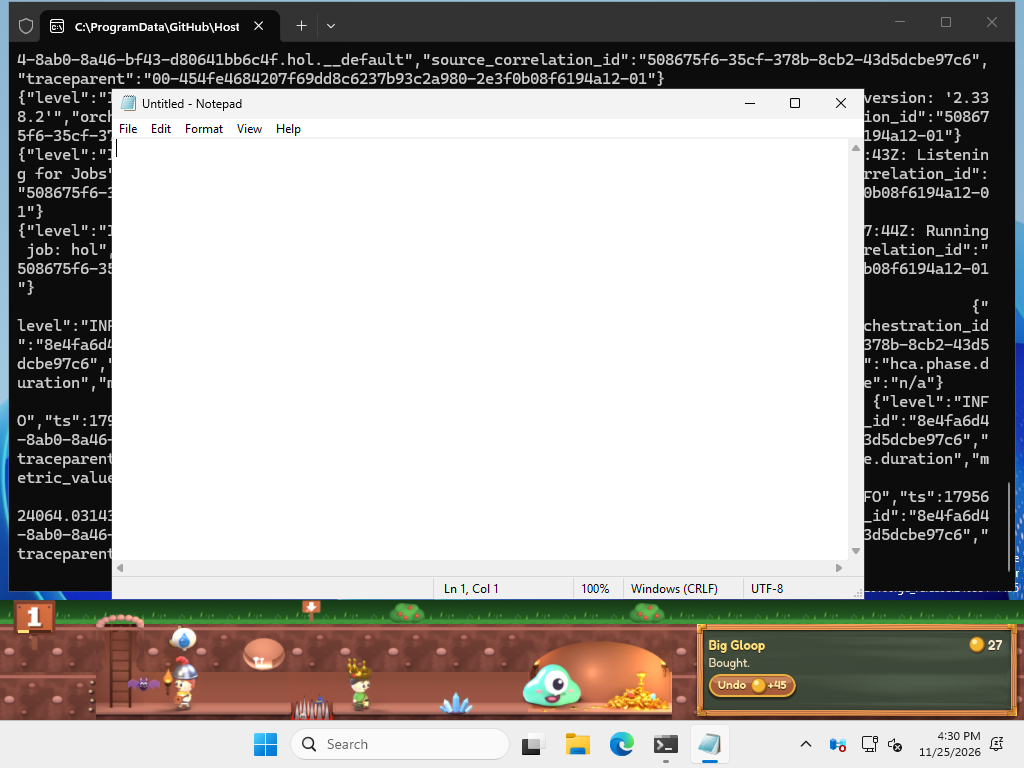 C:\ProgramData\GitHub\Host
4-8ab0-8a46-bf43-d80641bb6c4f.hol.__default","source_correlation_id":"508675f6-35cf-378b-8cb2-43d5dcbe97c6",
"traceparent":"00-454fe4684207f69dd8c6237b93c2a980-2e3f0b08f6194a12-01"}
{"level":"I version: '2.33
8.2'","orch ion_id":"50867
5f6-35cf-37 194a12-01"}
{"level":"I :43Z: Listenin
g for Jobs" rrelation_id":
"508675f6-3 0b08f6194a12-0
1"}
{"level":"I 7:44Z: Running
job: hol", relation_id":"
508675f6-35 b08f6194a12-01
"}
{"
level":"INF chestration_id
":"8e4fa6d4 378b-8cb2-43d5
dcbe97c6"," :"hca.phase.d
uration","m e":"n/a"}
{"level":"INF
O","ts":179 _id":"8e4fa6d4
-8ab0-8a46- 3d5dcbe97c6","
traceparent e.duration","m
etric_value
FO","ts":17956
24064.03143 _id":"8e4fa6d4
-8ab0-8a46- 3d5dcbe97c6","
traceparent
Untitled - Notepad
File Edit Format View Help
Ln 1, Col 1 100% Windows (CRLF) UTF-8
1
Big Gloop 27
Bought.
Undo +45
Search
4:30 PM
11/25/2026